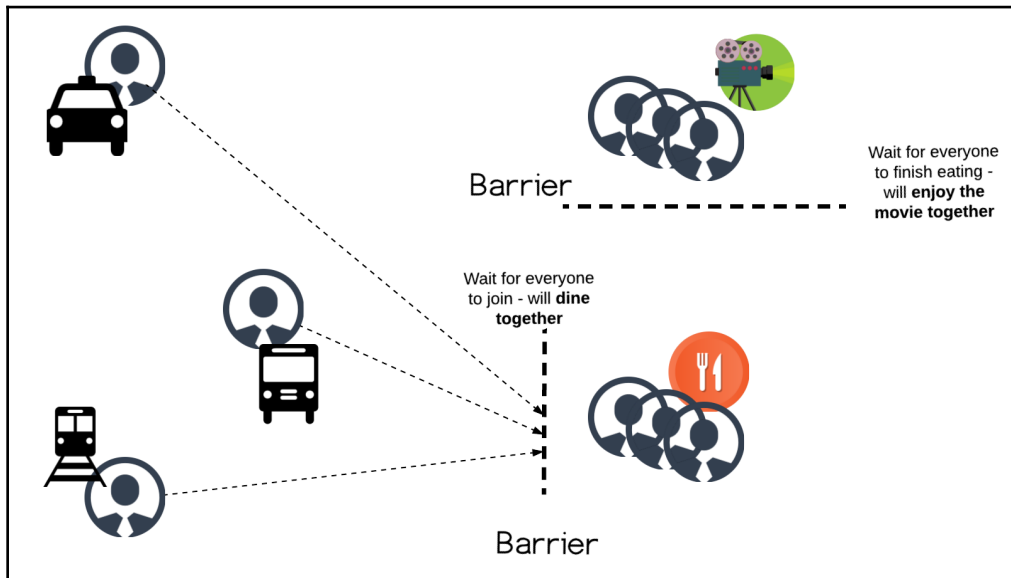 Barrier
Wait for everyone
to finish eating -
will enjoy the
movie together
Wait for everyone
to join - will dine
together
Barrier